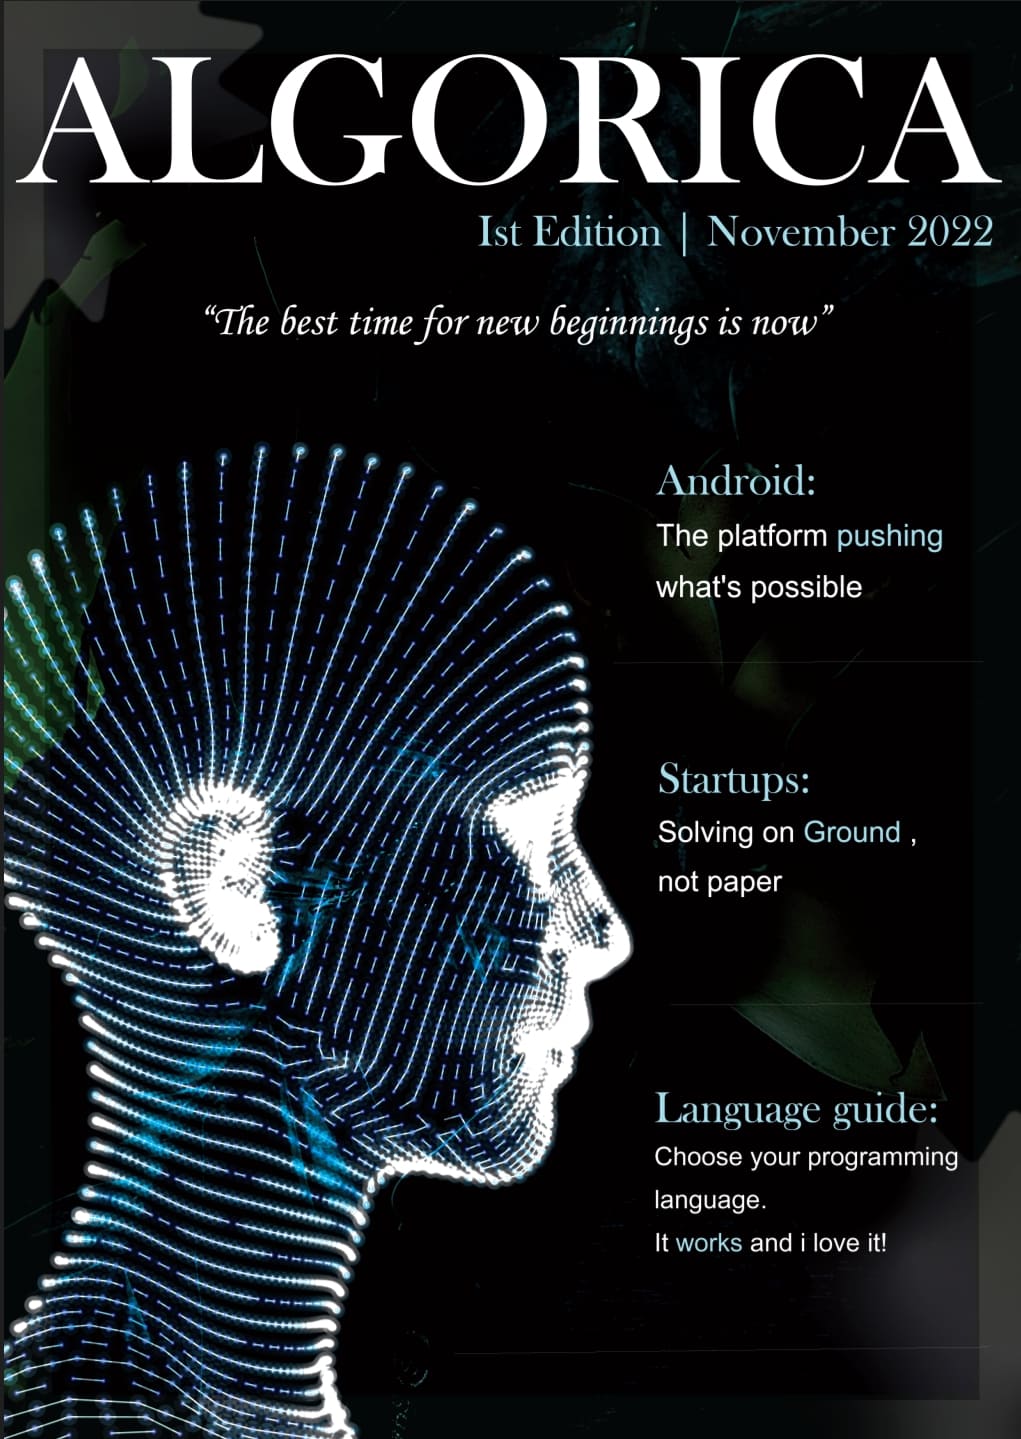 ALGORICA
Ist Edition | November 2022
“The best time for new beginnings is now”
Android:
The platform pushing
what's possible
Startups:
Solving on Ground ,
not paper
Language guide:
Choose your programming
language.
It works and i love it!